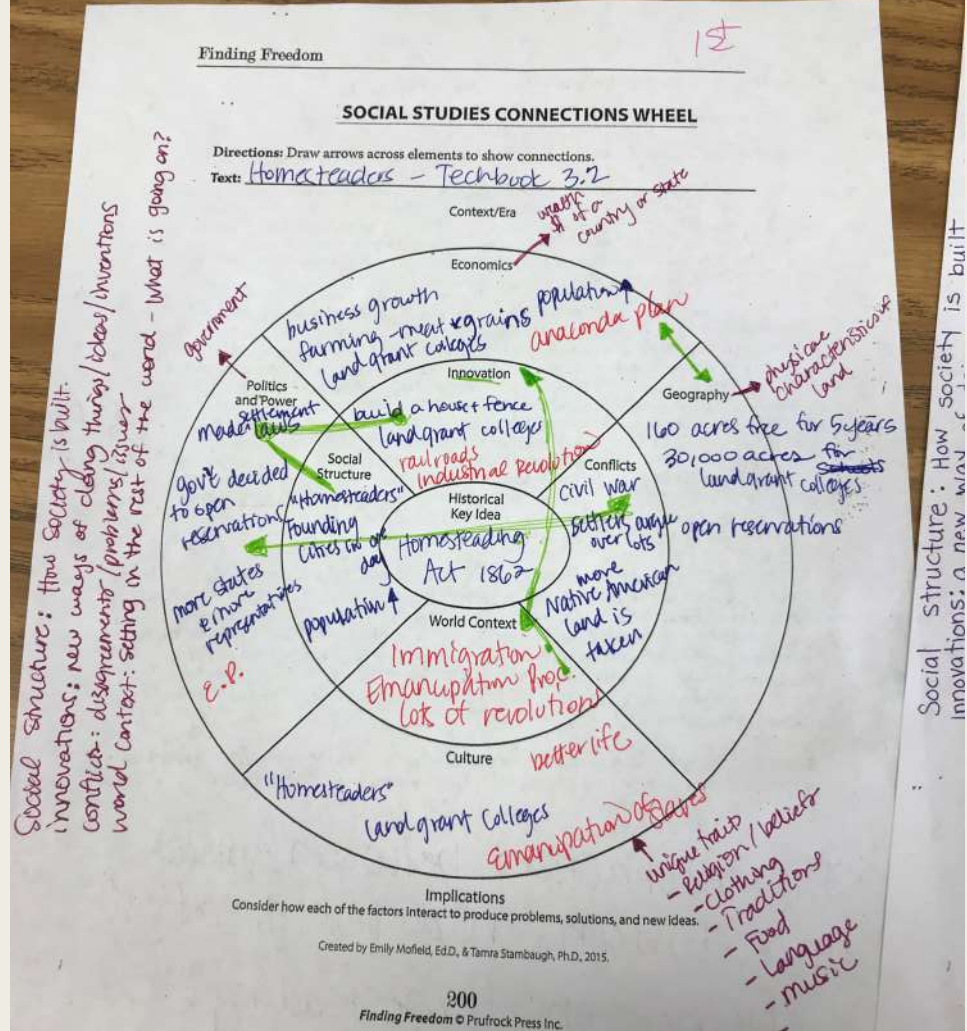 Finding Freedom
1st
SOCIAL STUDIES CONNECTIONS WHEEL
Directions: Draw arrows across elements to show connections.
Text: Homesteaders - Techbook 3.2
Context/Era
Economics
wealth
# of a
country or state
business growth
farming - meat & grains
land grant colleges
population
anaconda plan
government
Politics
and Power
settlement
made laws
gov't decided
to open
reservations
more states
more
representatives
E.P.
Innovation
build a house + fence
land grant colleges
railroads
industrial revolution
Geography
physical
characteristics of
land
160 acres free for 5 years
30,000 acres for
land grant colleges
open reservations
Social
Structure
"Homesteaders"
Founding
cities in one
day
population
Historical
Key Idea
Homesteading
Act 1862
Conflicts
civil war
settlers argue
over lots
more
Native American
land is
taken
World Context
Immigration
Emancipation Proc.
lots of revolution
Culture
better life
"Homesteaders"
land grant colleges
emancipation of slaves
unique traits
- Religion/beliefs
- Clothing
- Traditions
- Food
- Language
- music
Implications
Consider how each of the factors interact to produce problems, solutions, and new ideas.
Created by Emily Mofield, Ed.D., & Tamra Stambaugh, Ph.D., 2015.
200
Finding Freedom © Prufrock Press Inc.
Social structure: How society is built.
innovations: new ways of doing things/ideas/inventions
conflicts: disagreements/problems/issues
world context: setting in the rest of the word - what is going on?
Social structure: How society is built
Innovations: a new way of